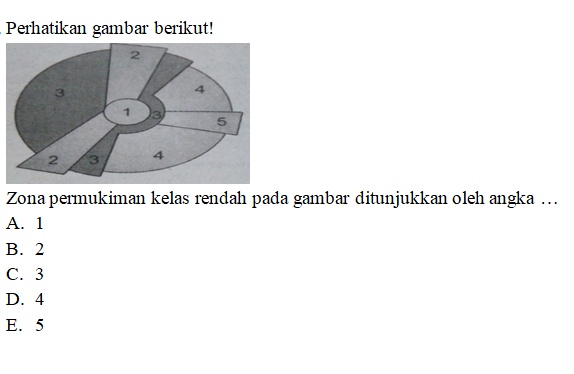 Perhatikan gambar berikut!
2
3
4
1
3
5
2
3
4
Zona permukiman kelas rendah pada gambar ditunjukkan oleh angka …
A. 1
B. 2
C. 3
D. 4
E. 5